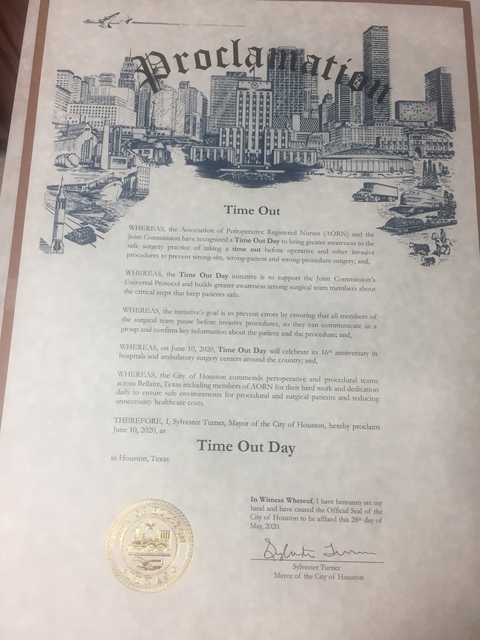 Proclamation
Time Out
WHEREAS, the Association of Perioperative Registered Nurses (AORN) and the
Joint Commission have recognized a Time Out Day to bring greater awareness to the
safe surgery practice of taking a time out before operative and other invasive
procedures to prevent wrong-site, wrong-patient and wrong-procedure surgery; and,
WHEREAS, the Time Out Day initiative is to support the Joint Commission's
Universal Protocol and builds greater awareness among surgical team members about
the critical steps that keep patients safe.
WHEREAS, the initiative's goal is to prevent errors by ensuring that all members of
the surgical team pause before invasive procedures, so they can communicate as a
group and confirm key information about the patient and the procedure; and,
WHEREAS, on June 10, 2020, Time Out Day will celebrate its 16th anniversary in
hospitals and ambulatory surgery centers around the country; and,
WHEREAS, the City of Houston commends perioperative and procedural teams
across Bellaire, Texas including members of AORN for their hard work and dedication
daily to ensure safe environments for procedural and surgical patients and reducing
unnecessary healthcare costs.
THEREFORE, I, Sylvester Turner, Mayor of the City of Houston, hereby proclaim
June 10, 2020, as
Time Out Day
in Houston, Texas.
In Witness Whereof, I have hereunto set my
hand and have caused the Official Seal of the
City of Houston to be affixed this 28th day of
May, 2020.
Sylvester Turner
Sylvester Turner
Mayor of the City of Houston